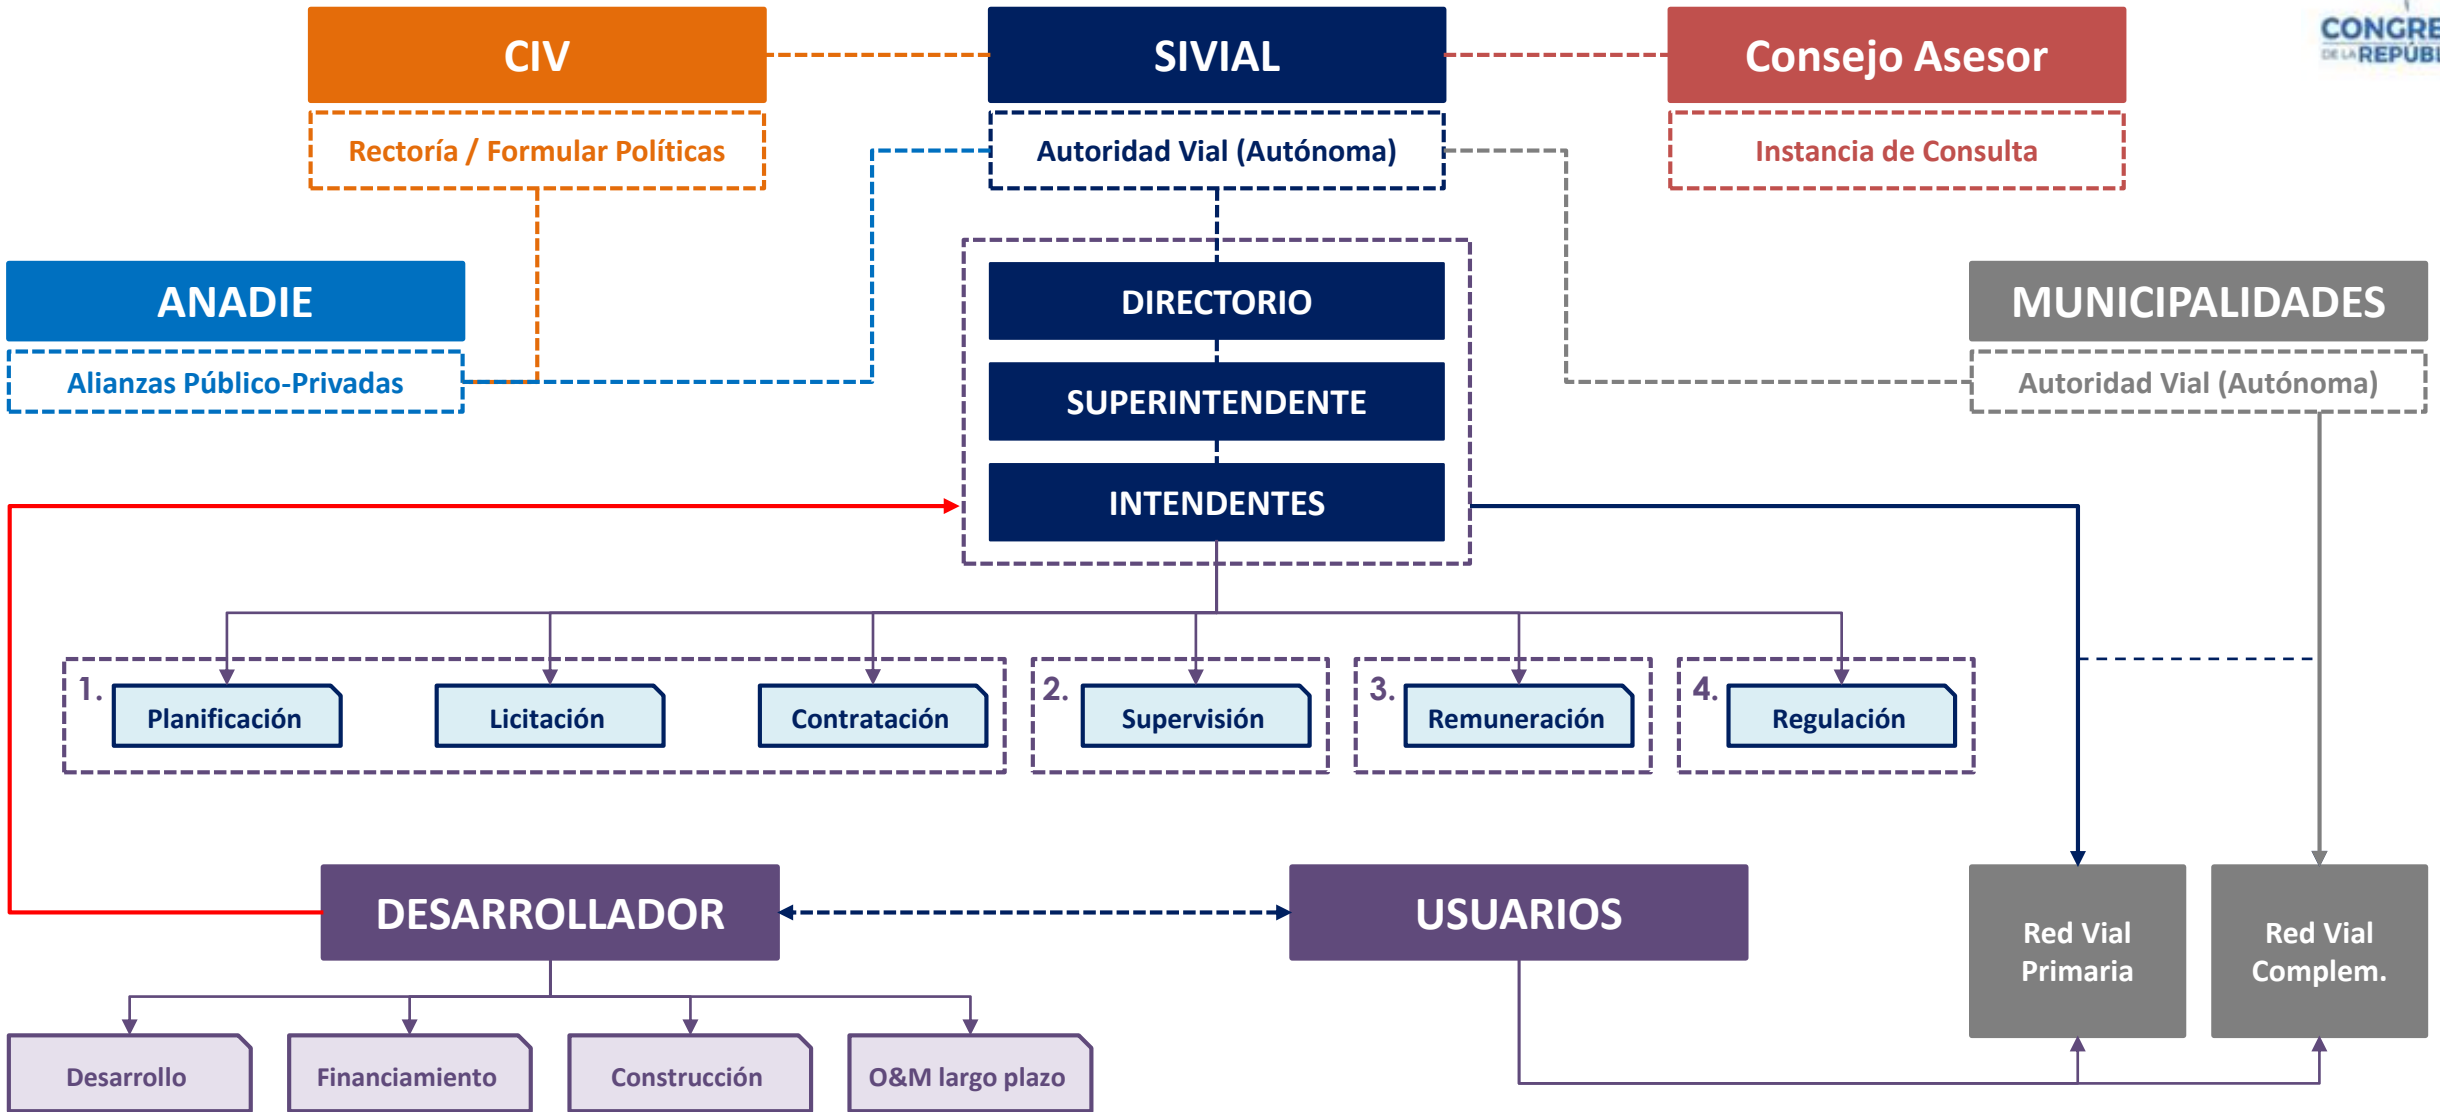 CIV
SIVIAL
Consejo Asesor
Rectoría / Formular Políticas
Autoridad Vial (Autónoma)
Instancia de Consulta
ANADIE
Alianzas Público-Privadas
DIRECTORIO
SUPERINTENDENTE
INTENDENTES
MUNICIPALIDADES
Autoridad Vial (Autónoma)
1.
Planificación
Licitación
Contratación
2.
Supervisión
3.
Remuneración
4.
Regulación
DESARROLLADOR
USUARIOS
Red Vial
Primaria
Red Vial
Complem.
Desarrollo
Financiamiento
Construcción
O&M largo plazo